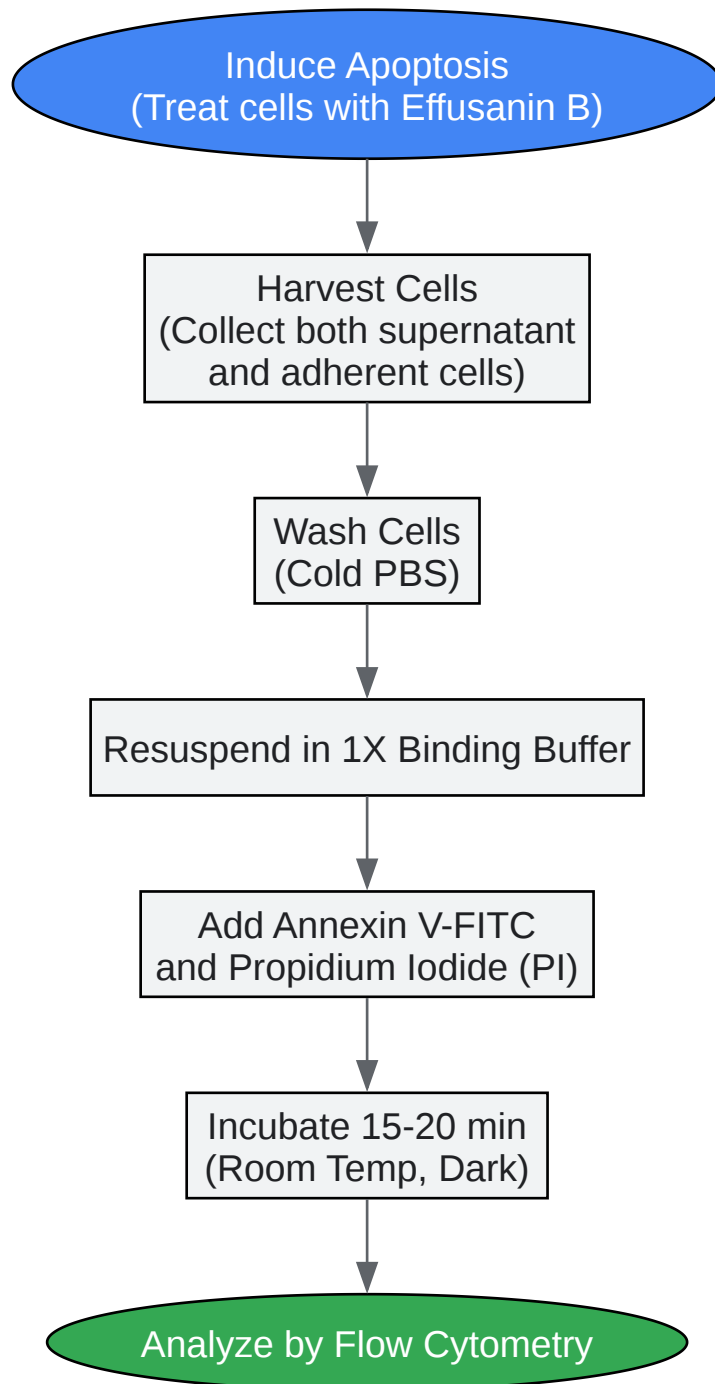 Induce Apoptosis
(Treat cells with Effusanin B)
Harvest Cells
(Collect both supernatant
and adherent cells)
Wash Cells
(Cold PBS)
Resuspend in 1X Binding Buffer
Add Annexin V-FITC
and Propidium Iodide (PI)
Incubate 15-20 min
(Room Temp, Dark)
Analyze by Flow Cytometry